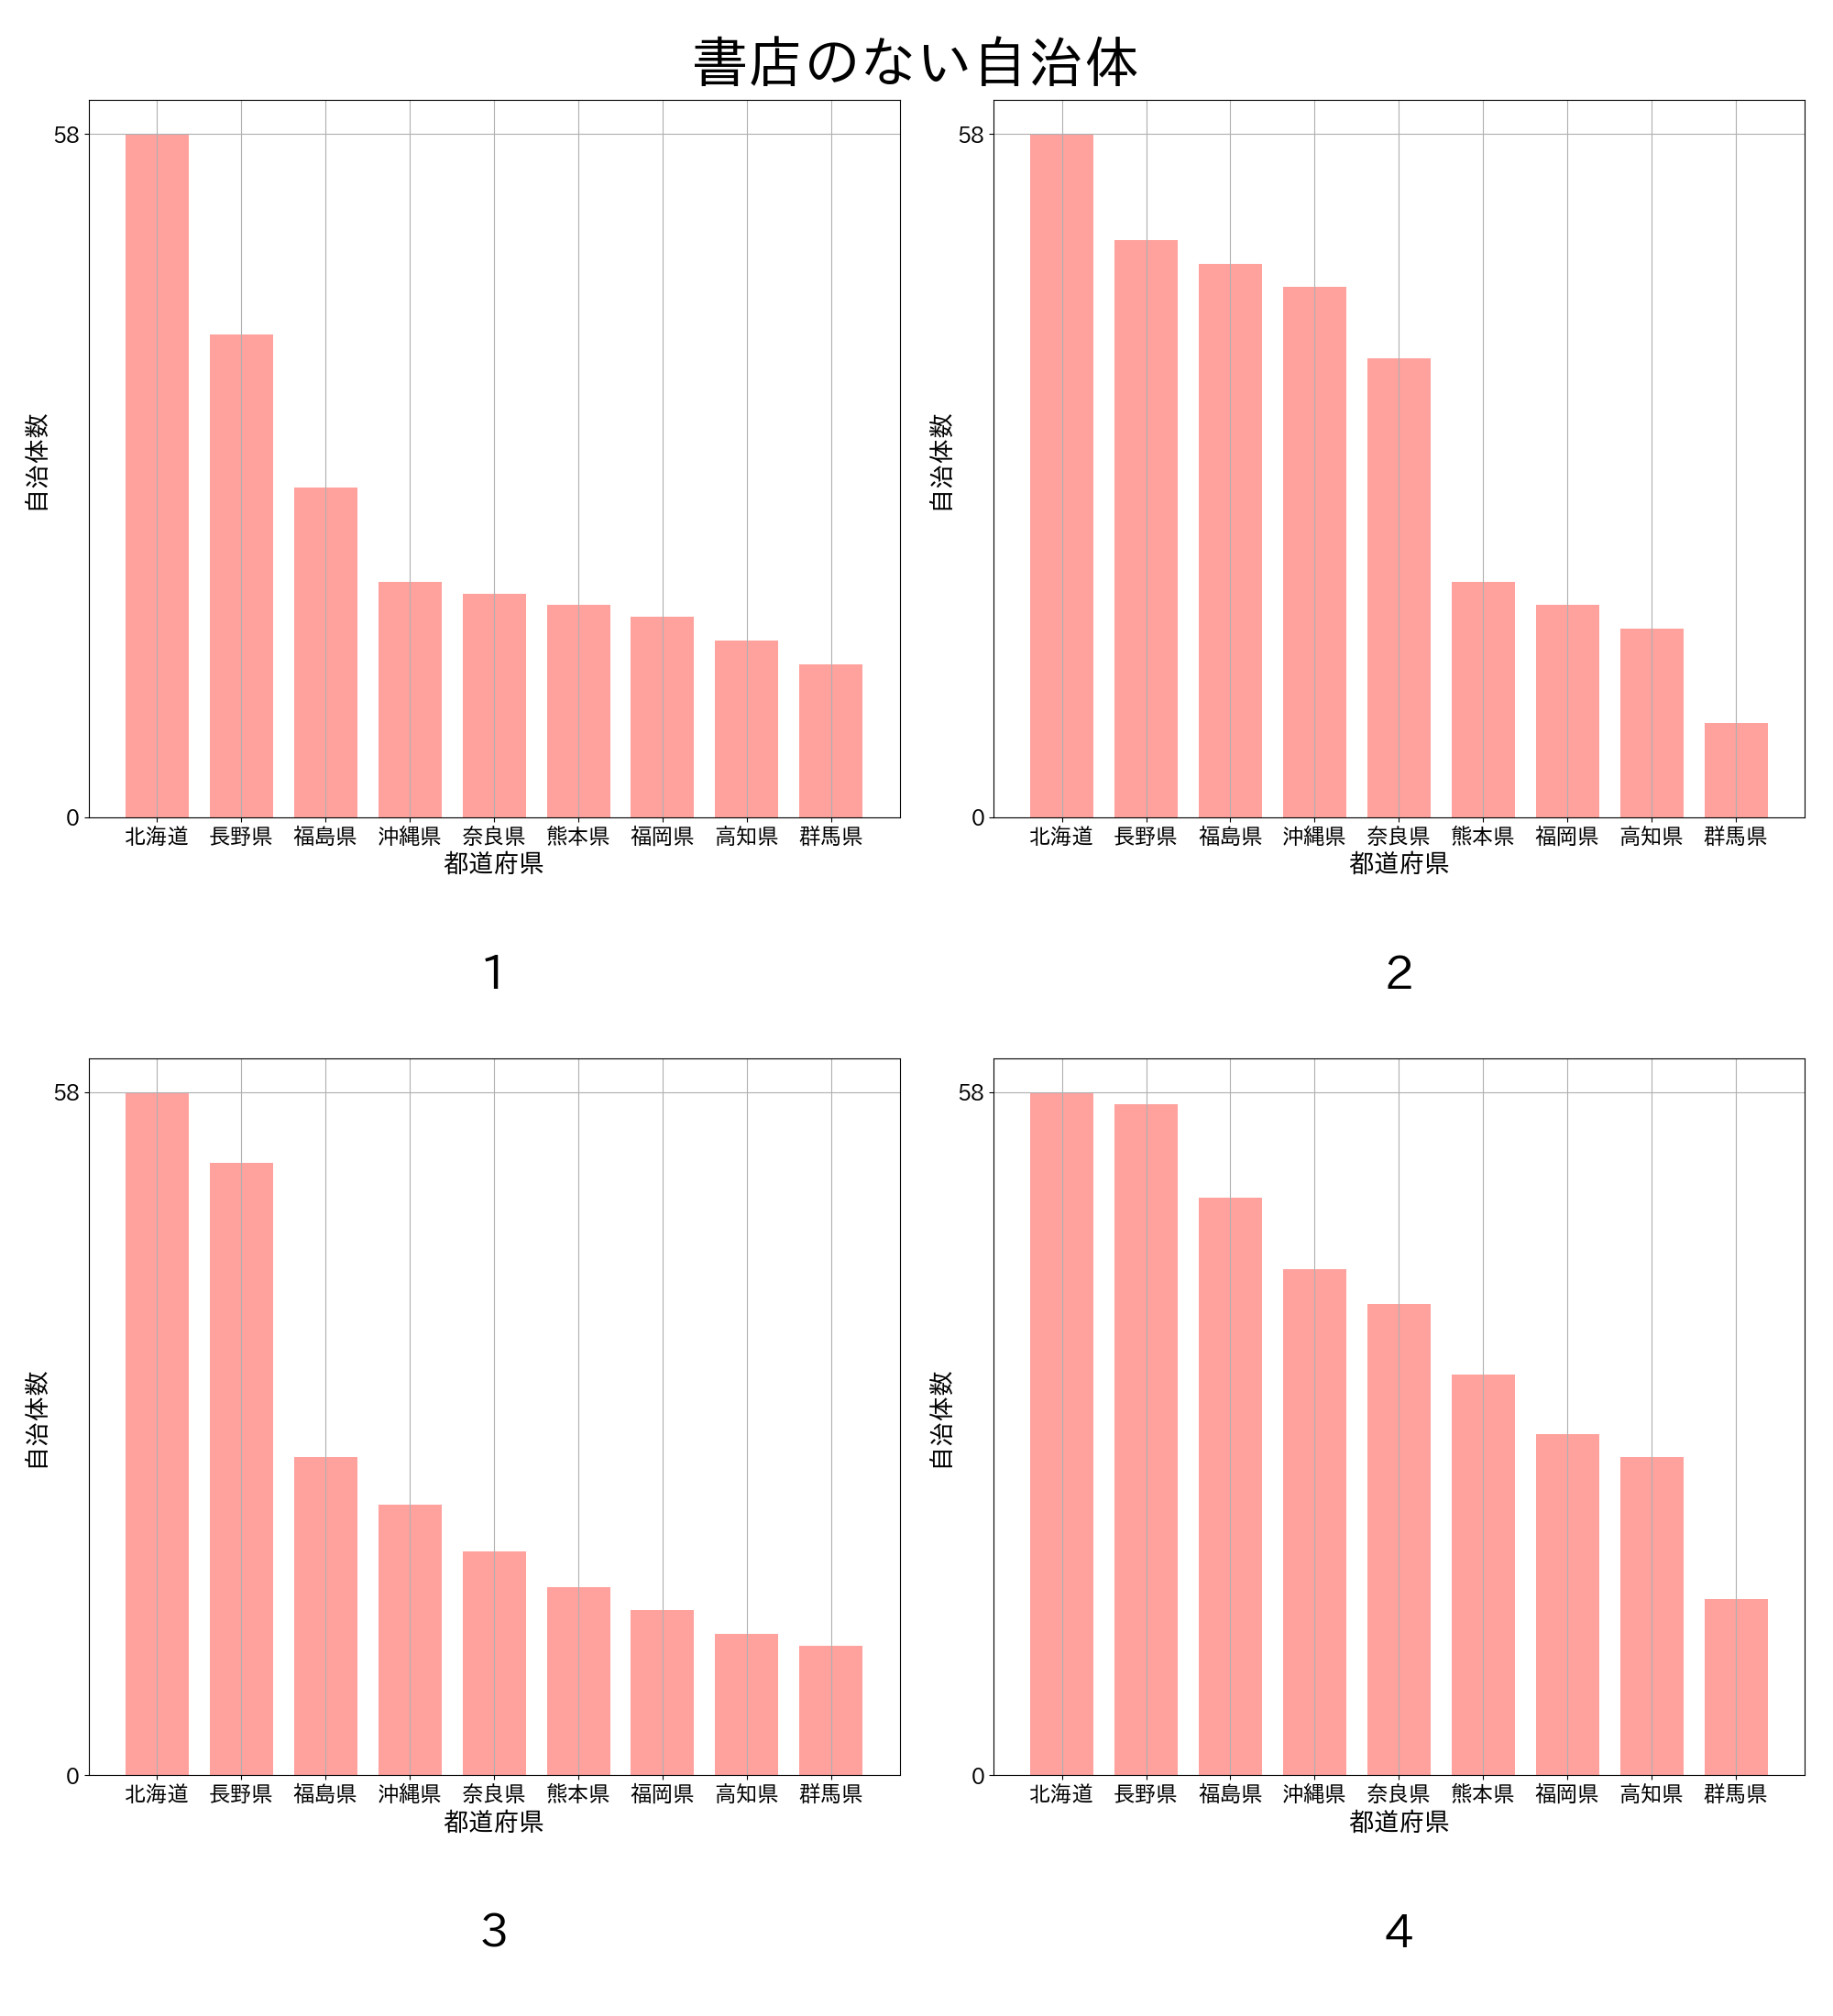 書店のない自治体
58
0
自治体数
北海道 長野県 福島県 沖縄県 奈良県 熊本県 福岡県 高知県 群馬県
都道府県
1
58
0
自治体数
北海道 長野県 福島県 沖縄県 奈良県 熊本県 福岡県 高知県 群馬県
都道府県
2
58
0
自治体数
北海道 長野県 福島県 沖縄県 奈良県 熊本県 福岡県 高知県 群馬県
都道府県
3
58
0
自治体数
北海道 長野県 福島県 沖縄県 奈良県 熊本県 福岡県 高知県 群馬県
都道府県
4